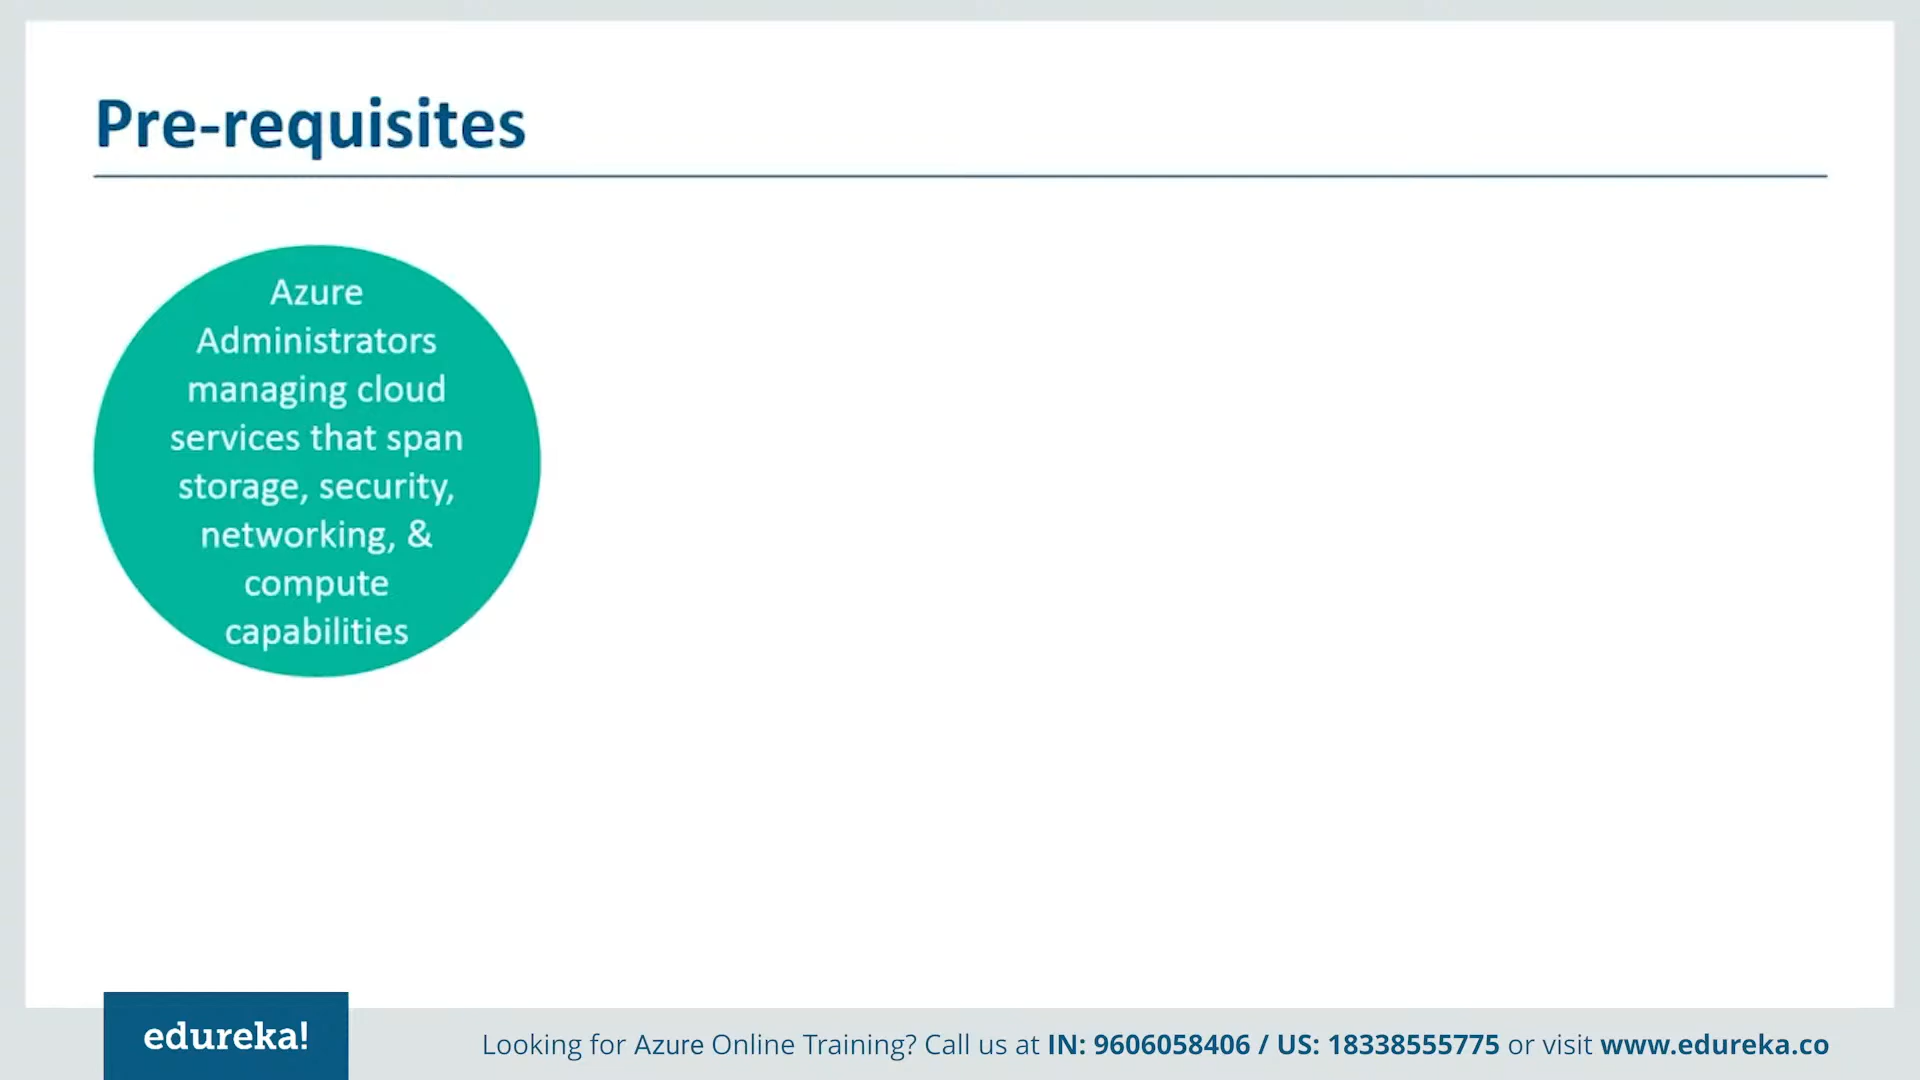 Pre-requisites
Azure
Administrators
managing cloud
services that span
storage, security,
networking, &
compute
capabilities
edureka!
Looking for Azure Online Training? Call us at IN: 9606058406 / US: 18338555775 or visit www.edureka.co